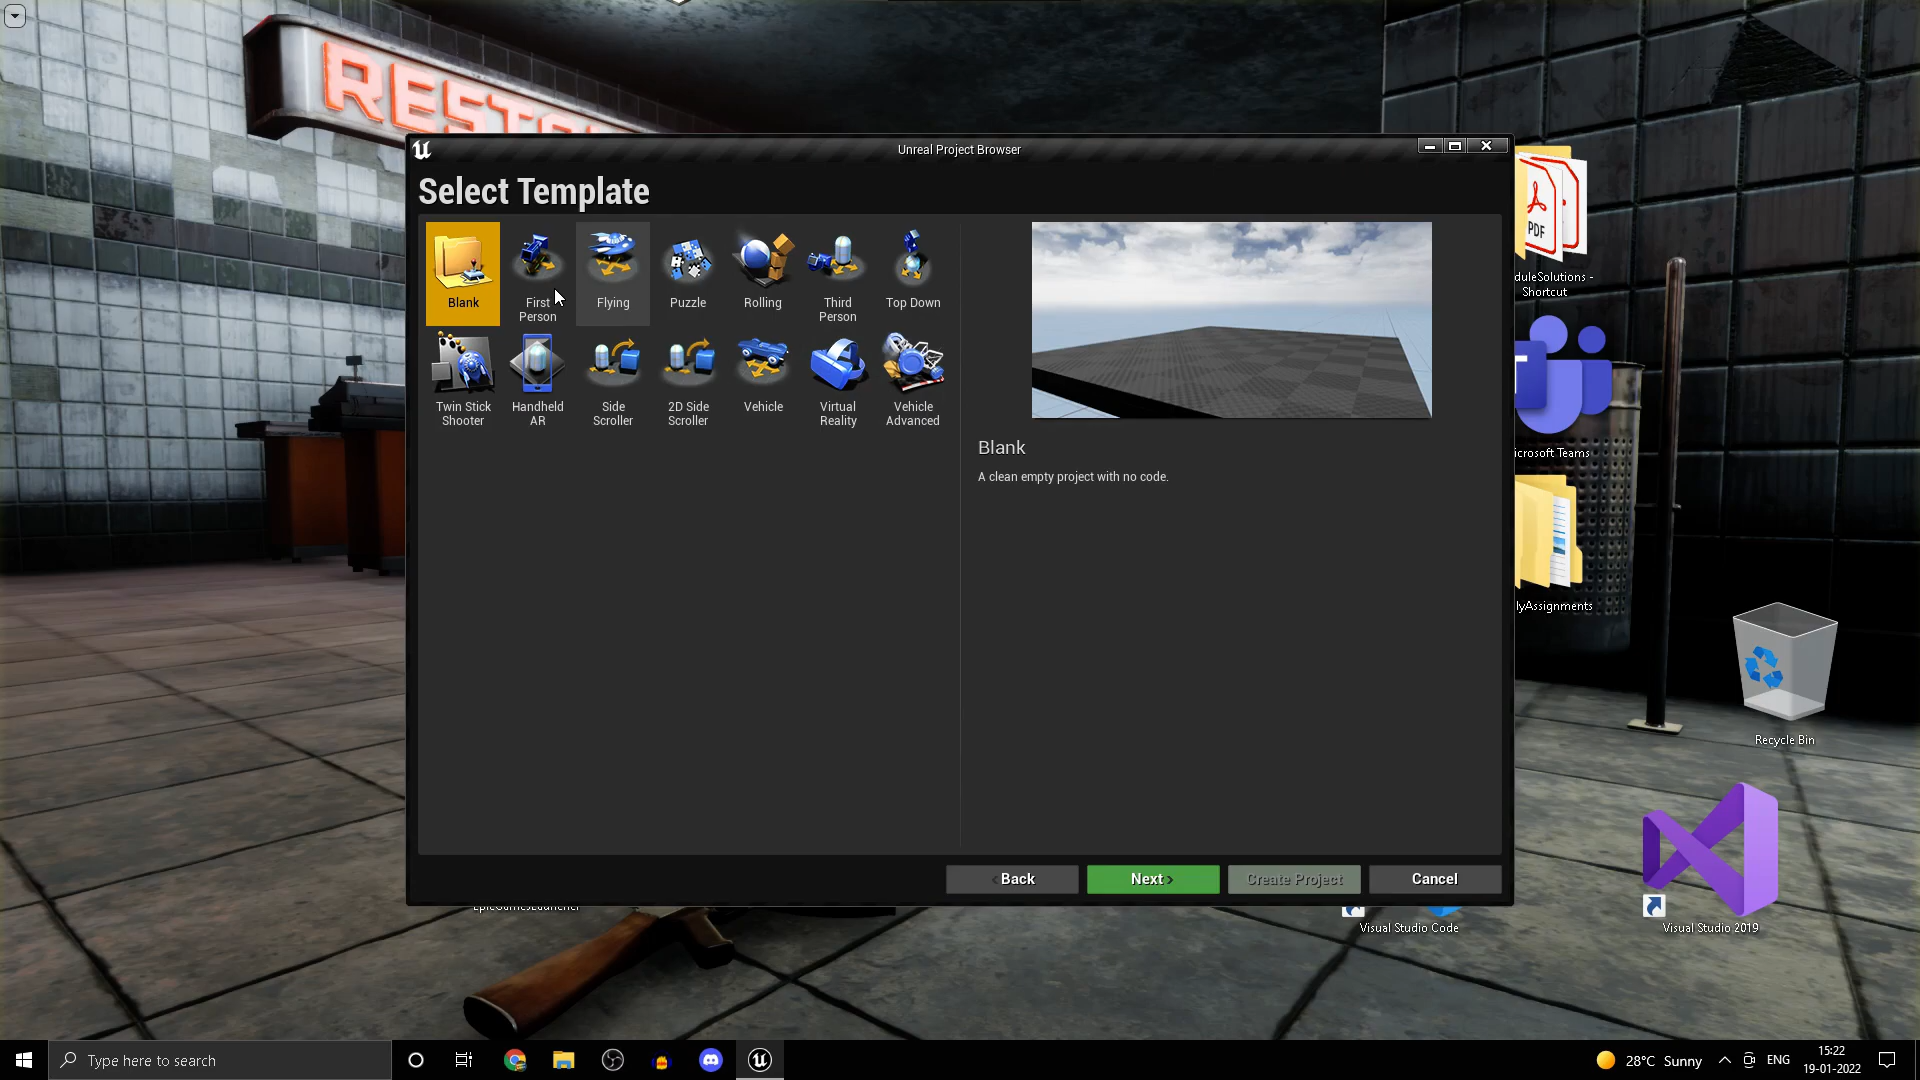 Unreal Project Browser
Select Template
Blank
First
Person
Flying
Puzzle
Rolling
Third
Person
Top Down
Twin Stick
Shooter
Handheld
AR
Side
Scroller
2D Side
Scroller
Vehicle
Virtual
Reality
Vehicle
Advanced
Blank
A clean empty project with no code.
Back
Next
Create Project
Cancel
PDF
duleSolutions -
Shortcut
icrosoft Teams
lyAssignments
Recycle Bin
EpicGamesLauncher
Visual Studio Code
Visual Studio 2019
Type here to search
28°C Sunny
ENG
15:22
19-01-2022